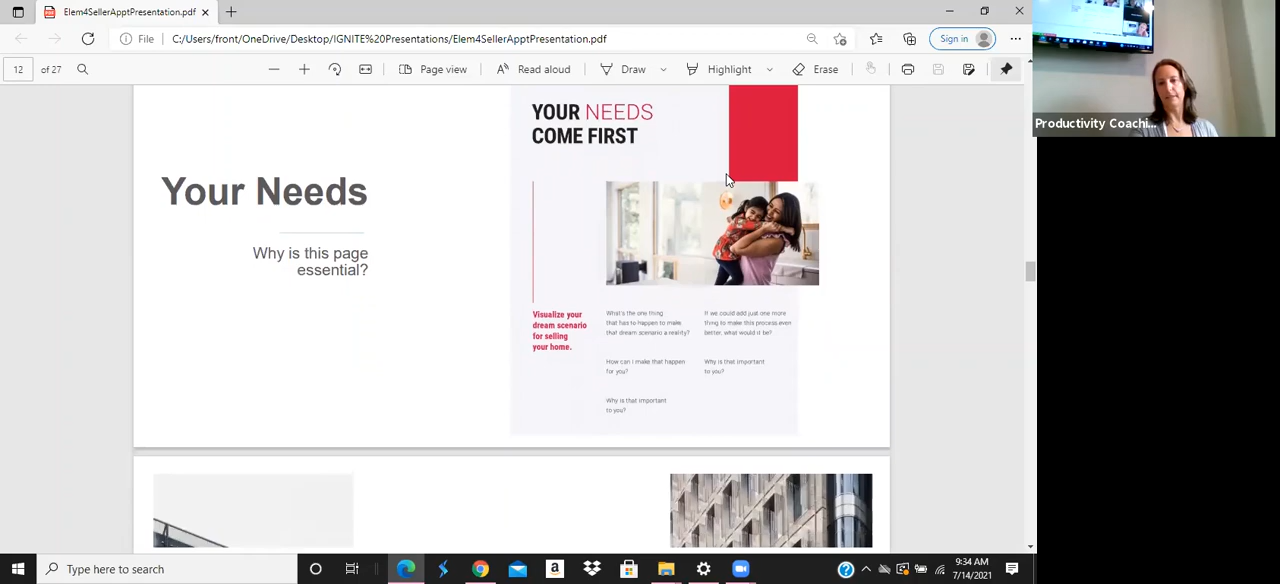 Elem4SellerApptPresentation.pdf
File
C:/Users/front/OneDrive/Desktop/IGNITE%20Presentations/Elem4SellerApptPresentation.pdf
Sign in
12 of 27
Page view
Read aloud
Draw
Highlight
Erase
Productivity Coachi...
YOUR NEEDS
COME FIRST
Your Needs
Why is this page
essential?
Visualize your
dream scenario
for selling
your home.
What's the one thing
that has to happen to make
that dream scenario a reality?
How can I make that happen
for you?
Why is that important
to you?
If we could add just one more
thing to make this process even
better, what would it be?
Why is that important
to you?
Type here to search
9:34 AM
7/14/2021